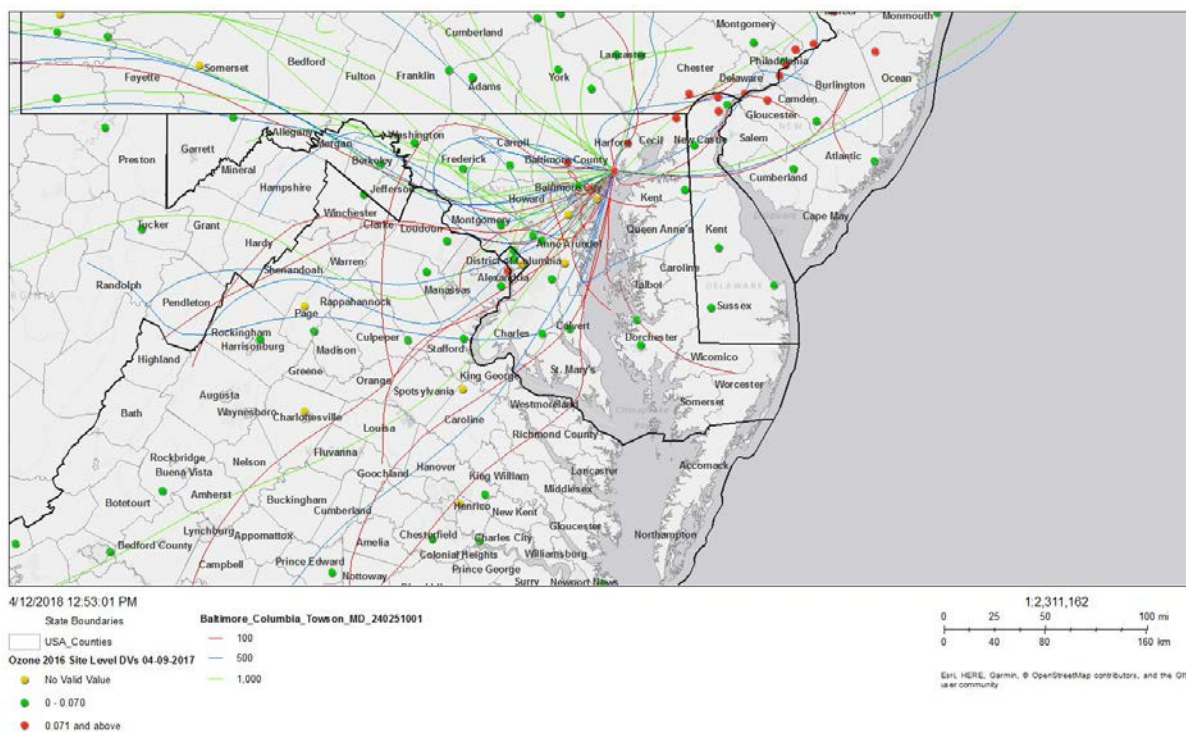 Monmouth
Montgomery
Cumberland
Lancaster
Bedford
Somerset
Ocean
Chester
Philadelphia
Fayette
Fulton
Franklin
York
Delaware
Burlington
Adams
Camden
Gloucester
NEW
Allegany
Washington
Harford
Cecil
New Castle
Salem
Carroll
Morgan
Garrett
Preston
Frederick
Baltimore County
Atlantic
Berkeley
Mineral
Cumberland
Hampshire
Jefferson
Baltimore City
Howard
Kent
Winchester
Montgomery
Cape May
Tucker
Grant
Clarke
Loudoun
Queen Anne's
Kent
Hardy
Anne Arundel
Warren
District of Columbia
Caroline
Shenandoah
Alexandria
Randolph
Manassas
Talbot
DELAWARE
Pendleton
Rappahannock
Sussex
Page
Rockingham
Culpeper
Charles
Calvert
Harrisonburg
Stafford
Dorchester
Madison
Highland
Wicomico
Greene
St. Mary's
Orange
King George
Worcester
Augusta
Spotsylvania
Somerset
Bath
Waynesboro
Charlottesville
Westmoreland
Caroline
Chesapeake
Louisa
Richmond County
Fluvanna
Rockbridge
Nelson
Hanover
Accomack
Buena Vista
Goochland
King William
Lancaster
Middlesex
Botetourt
Amherst
Buckingham
Henrico
Cumberland
New Kent
Gloucester
Lynchburg
Appomattox
Amelia
Chesterfield
Charles City
Northampton
Bedford County
Colonial Heights
Williamsburg
Campbell
Prince Edward
Prince George
Nottoway
Surry
Newport News
4/12/2018 12:53:01 PM
State Boundaries
USA_Counties
Ozone 2016 Site Level DVs 04-09-2017
No Valid Value
0 - 0.070
0.071 and above
Baltimore_Columbia_Towson_MD_240251001
100
500
1,000
1:2,311,162
0 25 50 100 mi
0 40 80 160 km
Esri, HERE, Garmin, © OpenStreetMap contributors, and the GIS
user community